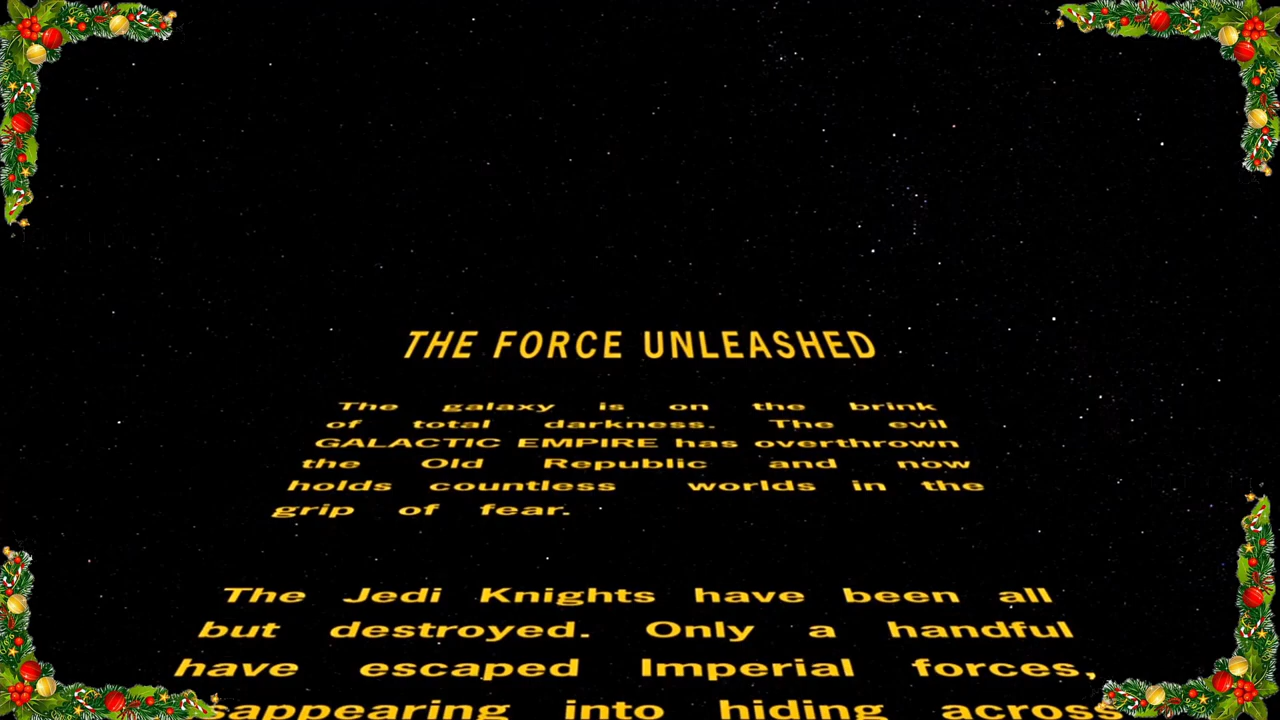 THE FORCE UNLEASHED
The galaxy is on the brink
of total darkness. The evil
GALACTIC EMPIRE has overthrown
the Old Republic and now
holds countless worlds in the
grip of fear.
The Jedi Knights have been all
but destroyed. Only a handful
have escaped Imperial forces,
sappearing into hiding across